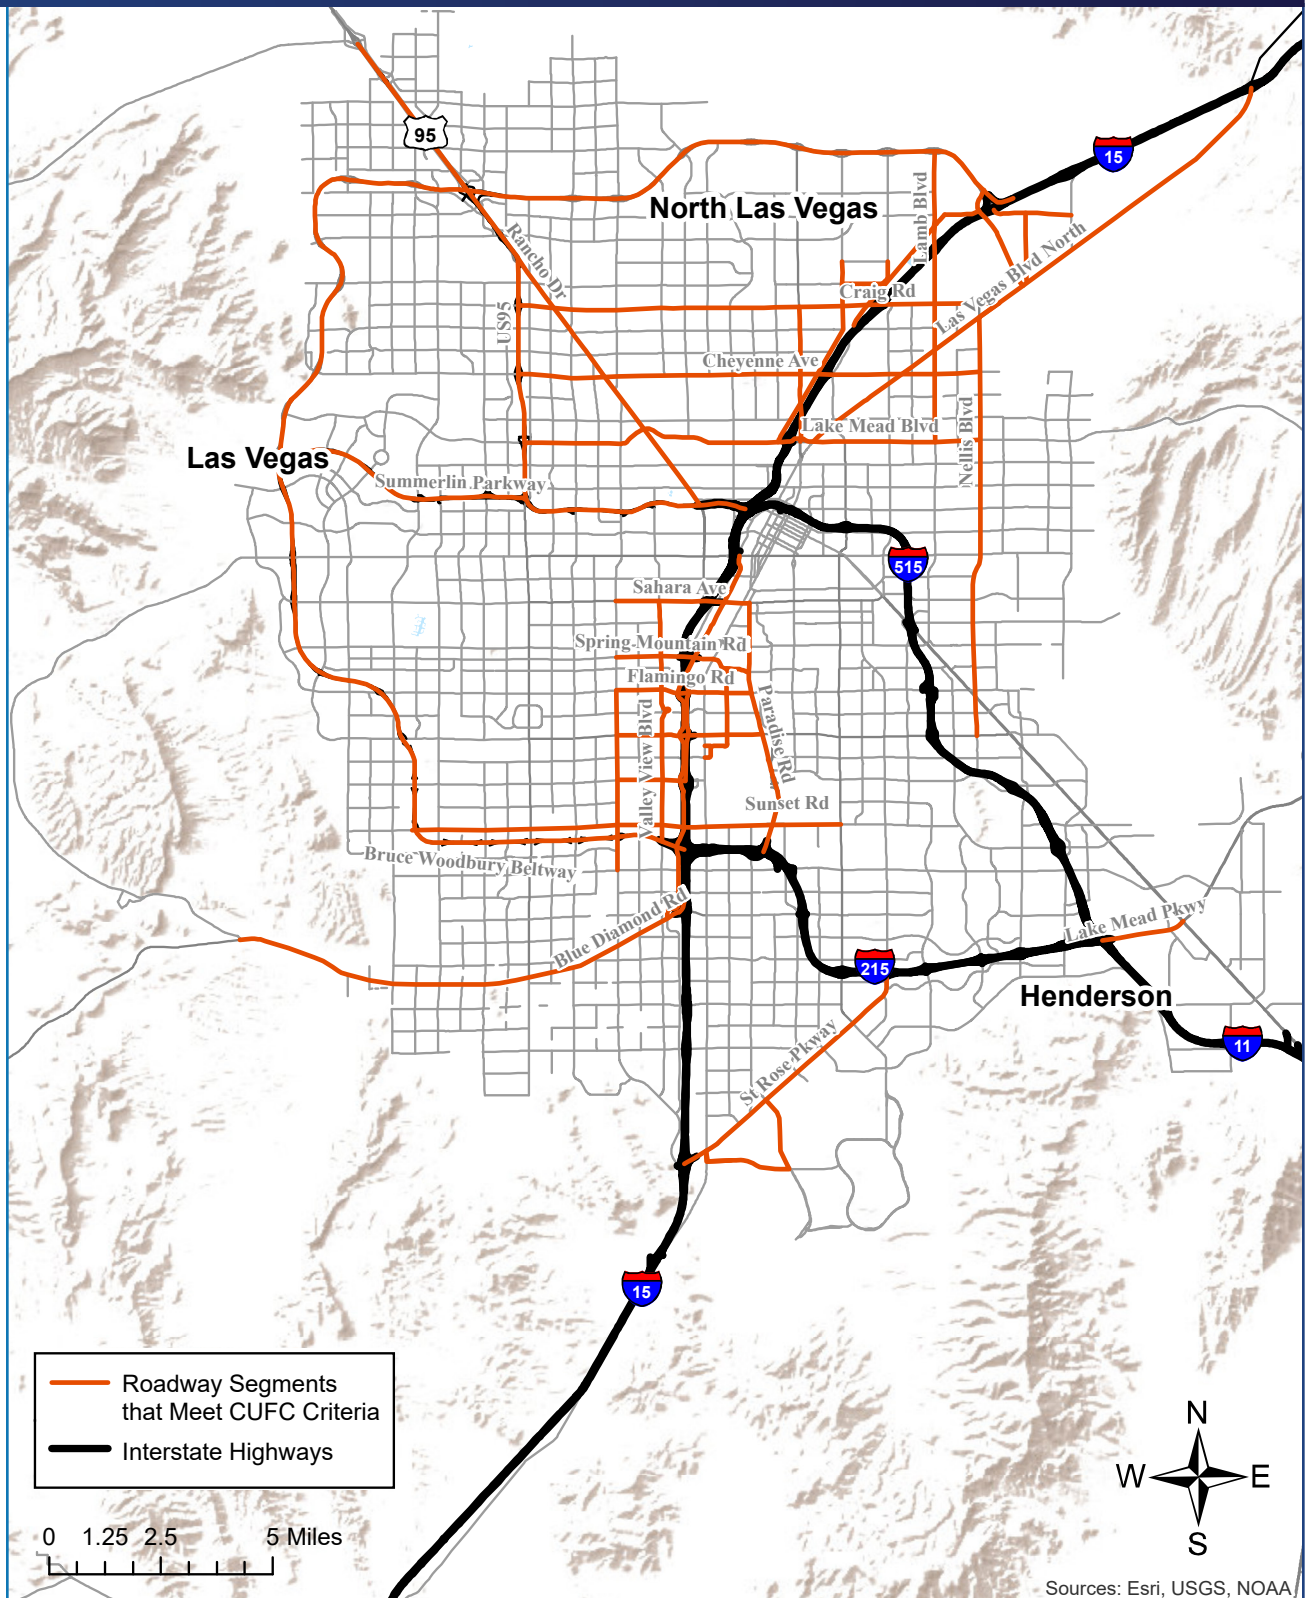 95
15
Lamb Blvd
North Las Vegas
Rancho Dr
Las Vegas Blvd North
Craig Rd
US95
Cheyenne Ave
Lake Mead Blvd
Nellis Blvd
Las Vegas
Summerlin Parkway
515
Sahara Ave
Spring Mountain Rd
Flamingo Rd
Paradise Rd
Valley View Blvd
Sunset Rd
Bruce Woodbury Beltway
Blue Diamond Rd
Lake Mead Pkwy
215
Henderson
11
St Rose Pkway
15
Roadway Segments
that Meet CUFC Criteria
Interstate Highways
N
W E
S
0 1.25 2.5 5 Miles
Sources: Esri, USGS, NOAA